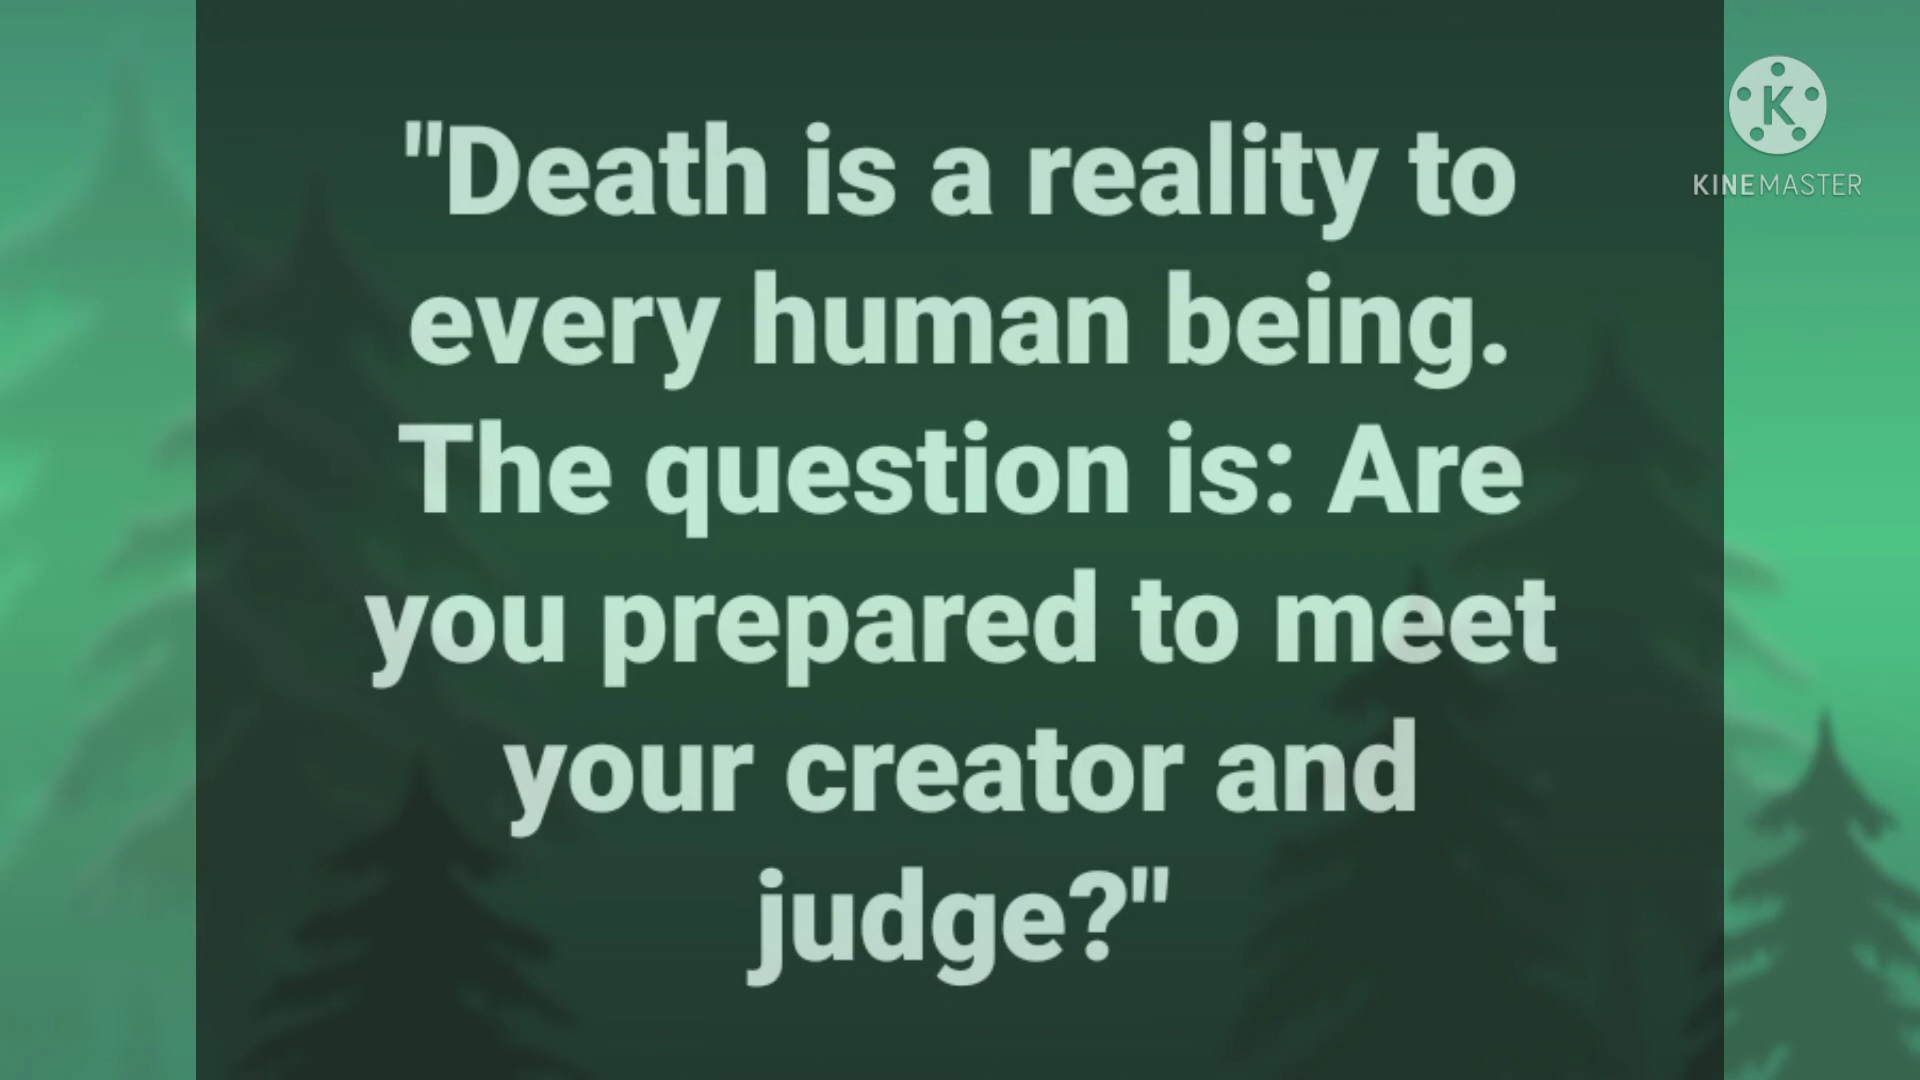 "Death is a reality to
every human being.
The question is: Are
you prepared to meet
your creator and
judge?"
K
KINEMASTER